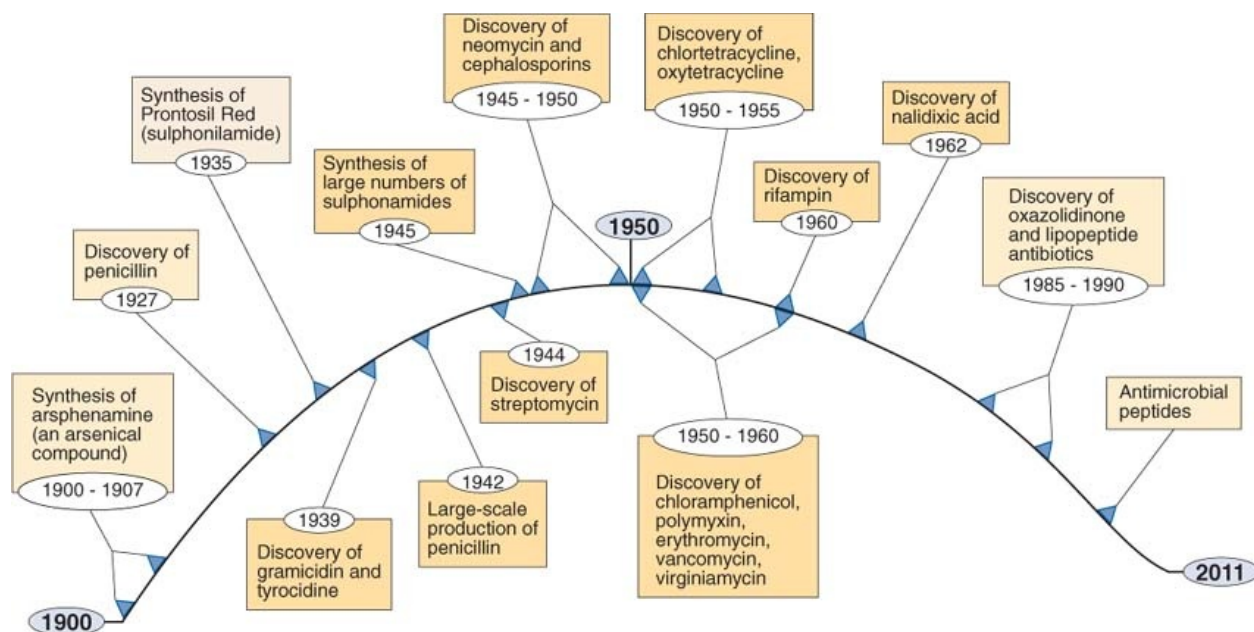 Synthesis of
arsphenamine
(an arsenical
compound)
1900 - 1907
1900
Discovery of
penicillin
1927
Synthesis of
Prontosil Red
(sulphonilamide)
1935
1939
Discovery of
gramicidin and
tyrocidine
1942
Large-scale
production of
penicillin
Synthesis of
large numbers of
sulphonamides
1945
1944
Discovery of
streptomycin
Discovery of
neomycin and
cephalosporins
1945 - 1950
1950
Discovery of
chlortetracycline,
oxytetracycline
1950 - 1955
1950 - 1960
Discovery of
chloramphenicol,
polymyxin,
erythromycin,
vancomycin,
virginiamycin
Discovery of
rifampin
1960
Discovery of
nalidixic acid
1962
Discovery of
oxazolidinone
and lipopeptide
antibiotics
1985 - 1990
Antimicrobial
peptides
2011